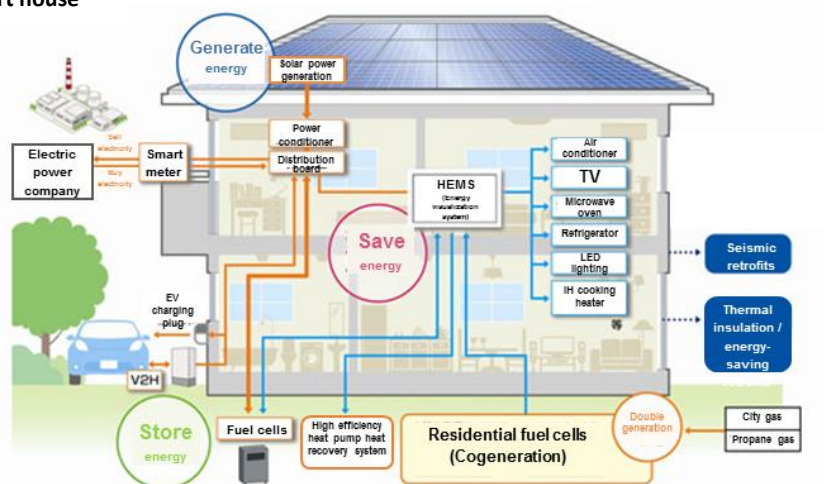 rt house
Generate
energy
Solar power
generation
Power
conditioner
Distribution
board
Sell
electricity
Buy
electricity
Electric
power
company
Smart
meter
HEMS
(Energy
visualization
system)
Air
conditioner
TV
Microwave
oven
Refrigerator
LED
lighting
IH cooking
heater
Save
energy
Seismic
retrofits
Thermal
insulation /
energy-
saving
EV
charging
plug
V2H
Store
energy
Fuel cells
High efficiency
heat pump heat
recovery system
Residential fuel cells
(Cogeneration)
Double
generation
City gas
Propane gas